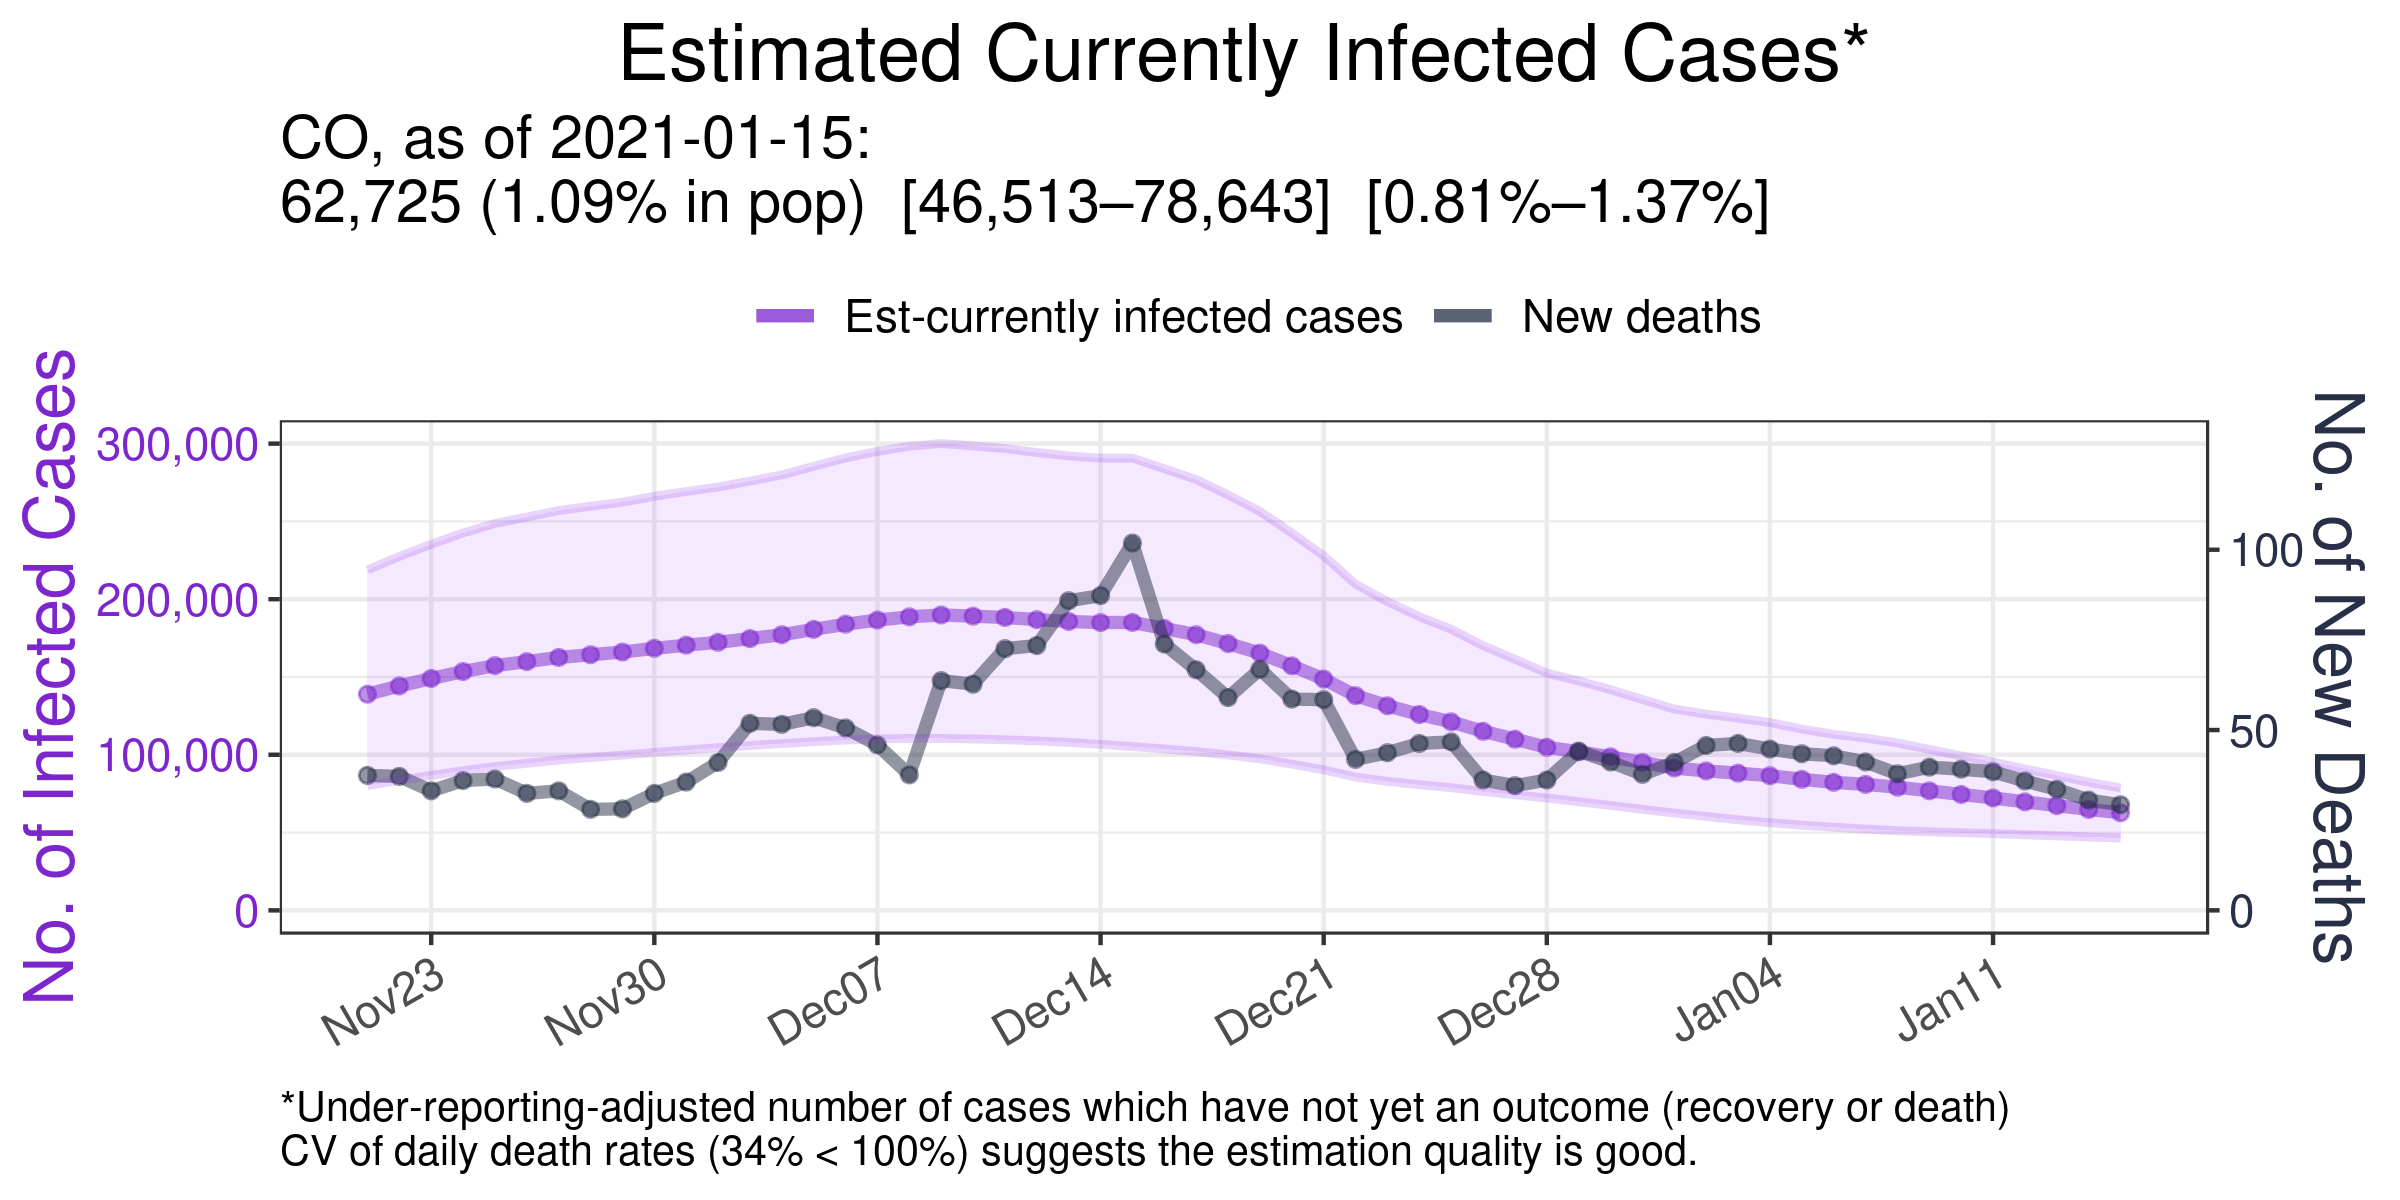 Estimated Currently Infected Cases*
CO, as of 2021-01-15:
62,725 (1.09% in pop)  [46,513–78,643]  [0.81%–1.37%]
Est-currently infected cases
New deaths
No. of Infected Cases
300,000
200,000
100,000
0
No. of New Deaths
100
50
0
Nov23
Nov30
Dec07
Dec14
Dec21
Dec28
Jan04
Jan11
*Under-reporting-adjusted number of cases which have not yet an outcome (recovery or death)
CV of daily death rates (34% < 100%) suggests the estimation quality is good.